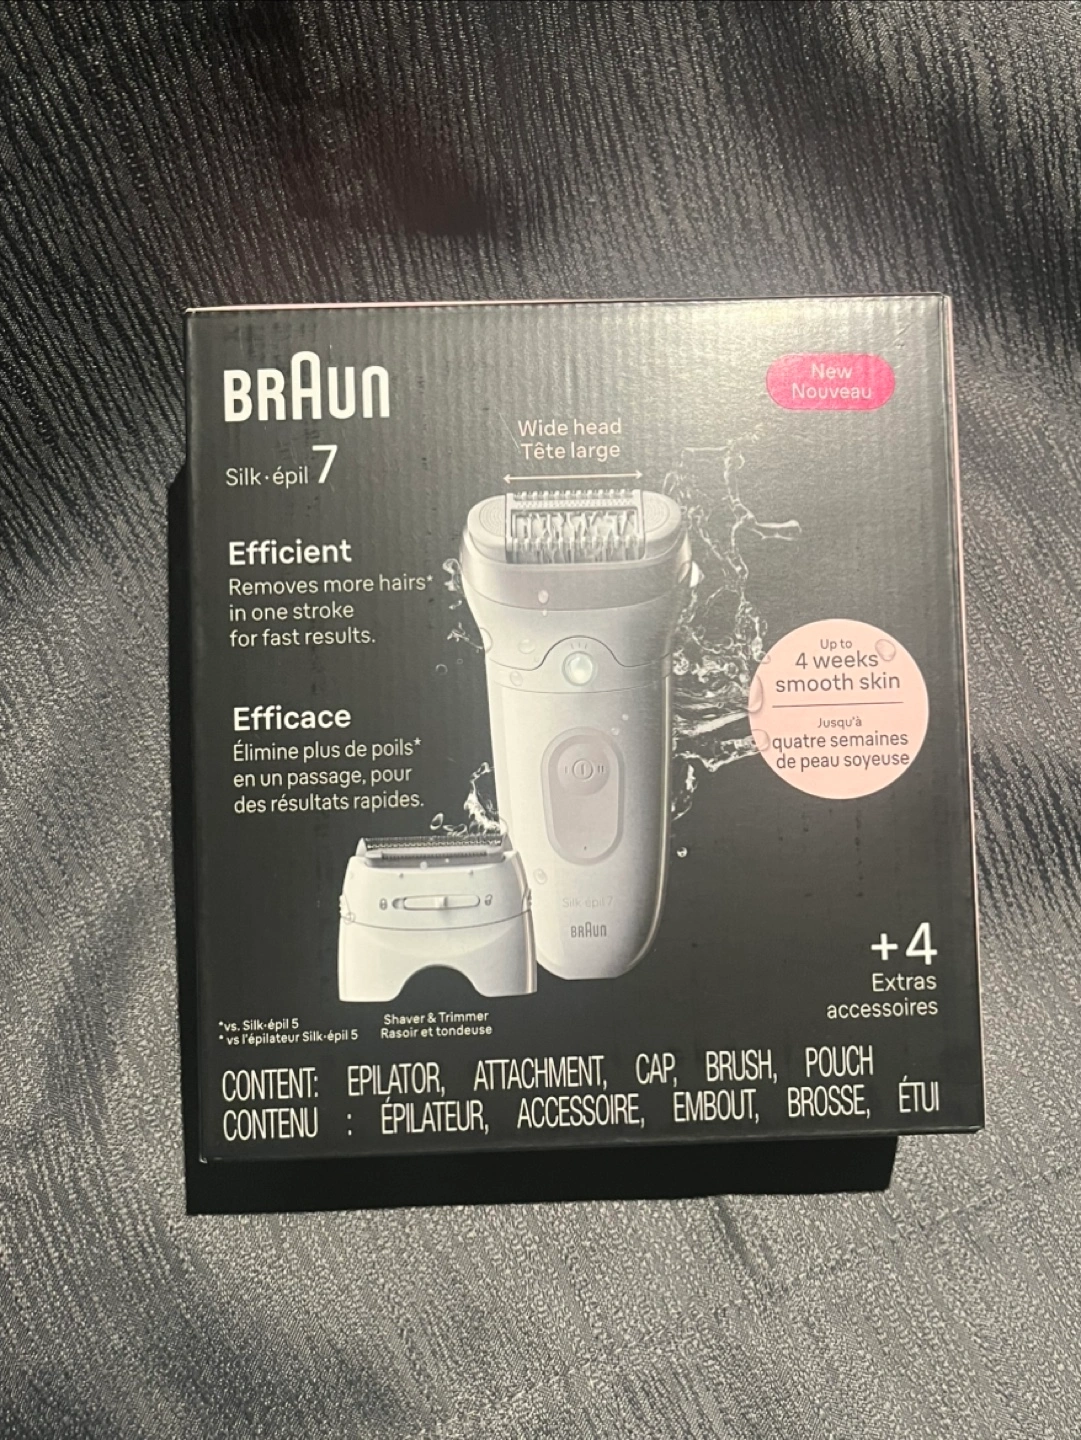 BRAUN
New
Nouveau
Silk·épil 7
Wide head
Tête large
Efficient
Removes more hairs*
in one stroke
for fast results.
Efficace
Élimine plus de poils*
en un passage, pour
des résultats rapides.
Up to
4 weeks
smooth skin
Jusqu'à
quatre semaines
de peau soyeuse
Silk·épil 7
BRAUN
+4
Extras
accessoires
*vs. Silk·épil 5
* vs l'épilateur Silk·épil 5
Shaver & Trimmer
Rasoir et tondeuse
CONTENT: EPILATOR, ATTACHMENT, CAP, BRUSH, POUCH
CONTENU : ÉPILATEUR, ACCESSOIRE, EMBOUT, BROSSE, ÉTUI